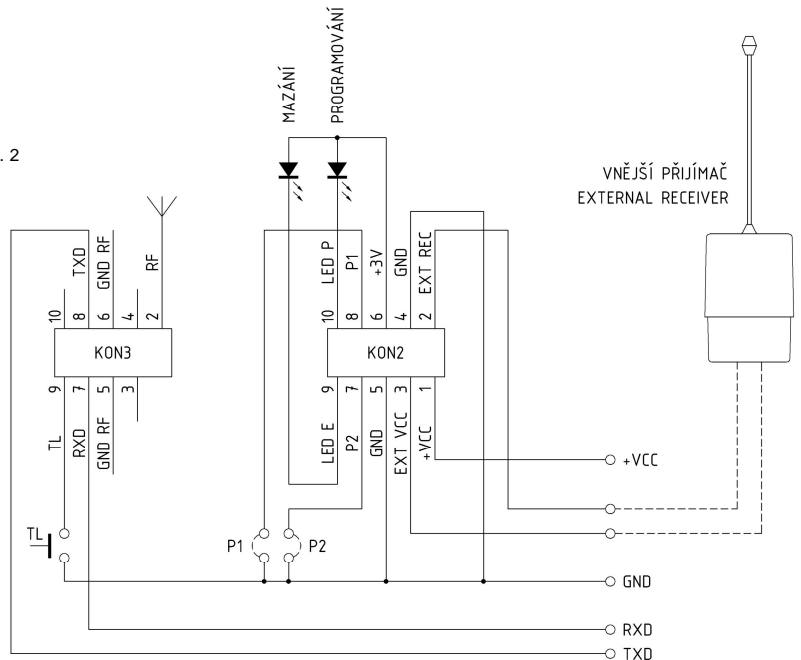 MAZÁNÍ
PROGRAMOVÁNÍ
. 2
VNĚJŠÍ PŘIJÍMAČ
EXTERNAL RECEIVER
TXD
GND RF
RF
LED P
P1
+3V
GND
EXT REC
10
8
6
4
2
10
8
6
4
2
KON3
KON2
9
7
5
3
9
7
5
3
1
TL
RXD
GND RF
LED E
P2
GND
EXT VCC
+VCC
+VCC
TL
P1
P2
GND
RXD
TXD